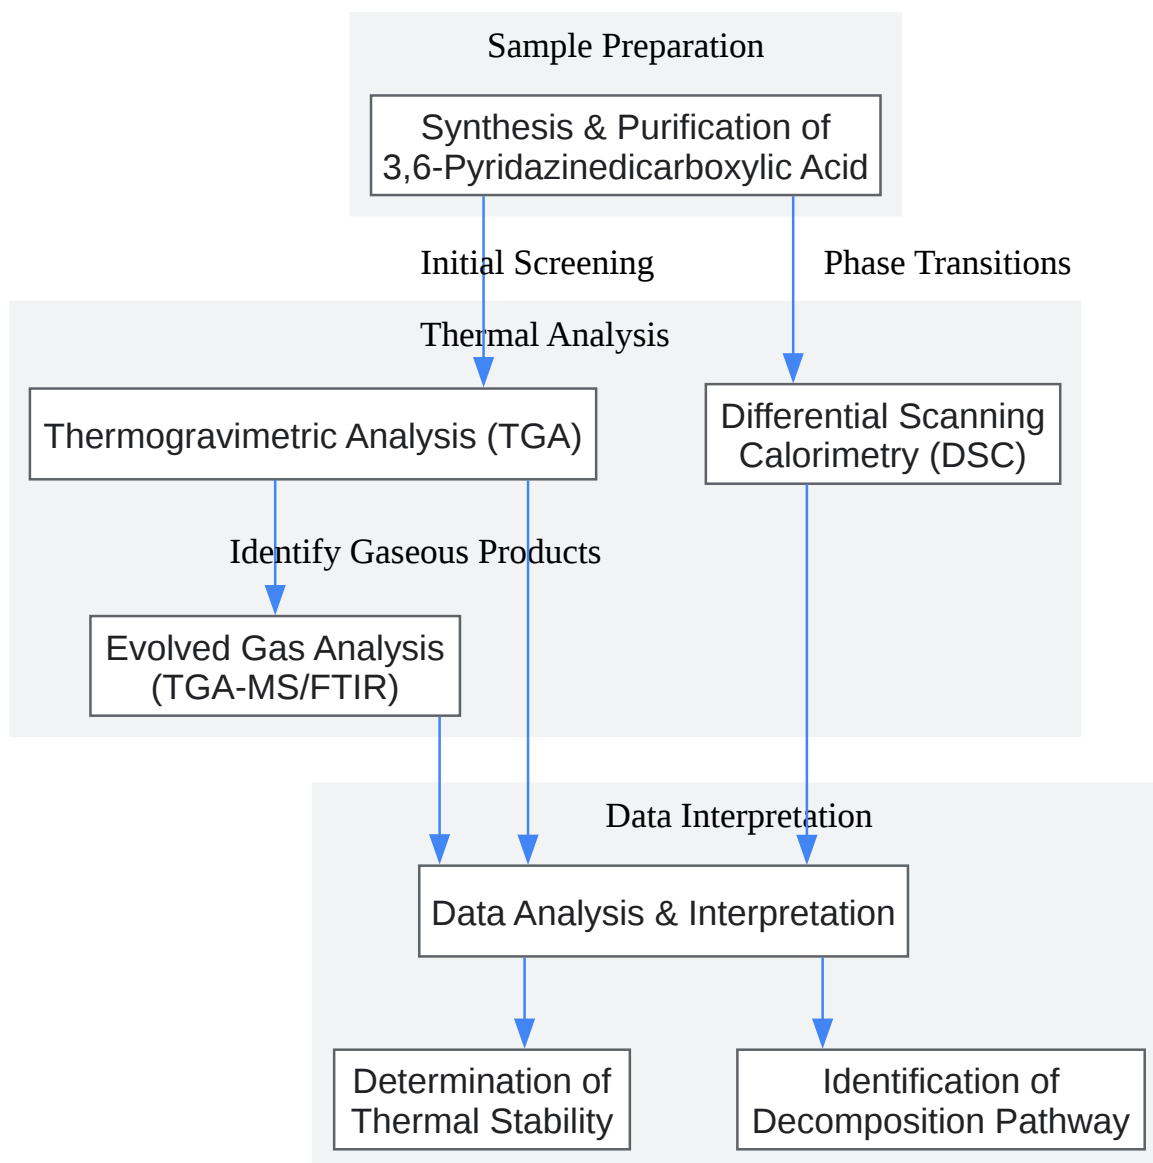 Sample Preparation
Synthesis & Purification of
3,6-Pyridazinedicarboxylic Acid
Initial Screening
Phase Transitions
Thermal Analysis
Thermogravimetric Analysis (TGA)
Differential Scanning
Calorimetry (DSC)
Identify Gaseous Products
Evolved Gas Analysis
(TGA-MS/FTIR)
Data Interpretation
Data Analysis & Interpretation
Determination of
Thermal Stability
Identification of
Decomposition Pathway